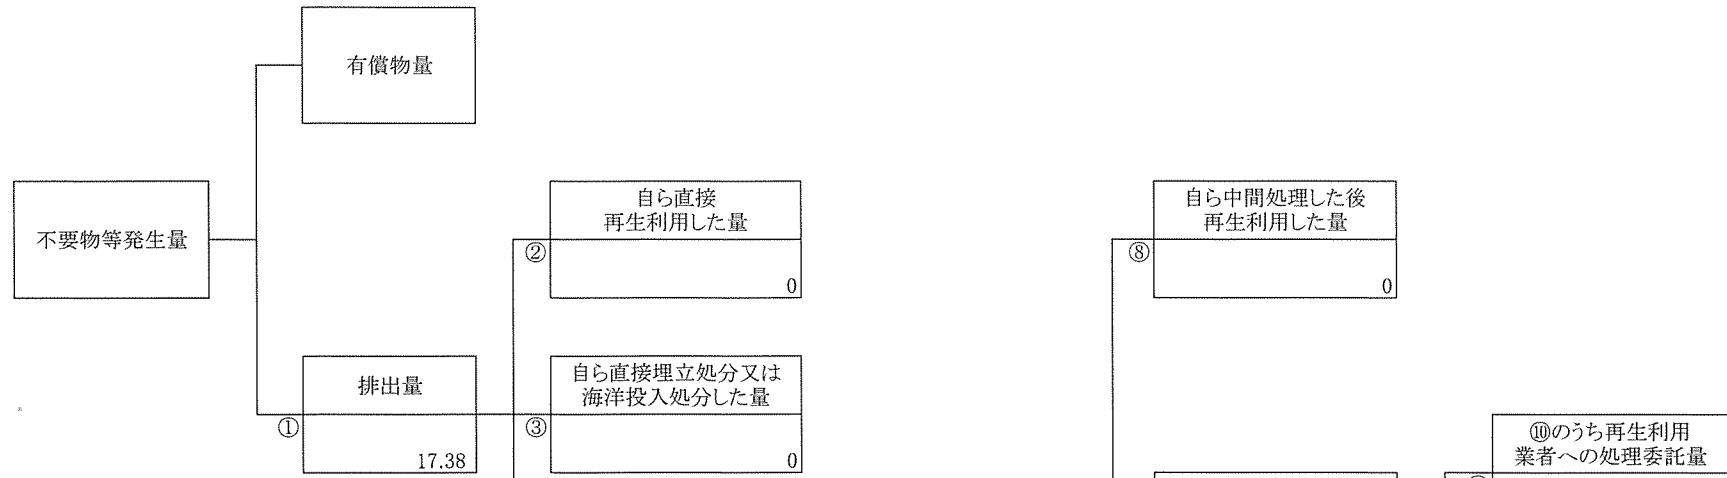 有償物量
不要物等発生量
自ら直接
再生利用した量
②
0
自ら中間処理した後
再生利用した量
⑧
0
排出量
①
17.38
自ら直接埋立処分又は
海洋投入処分した量
③
0
⑩のうち再生利用
業者への処理委託量